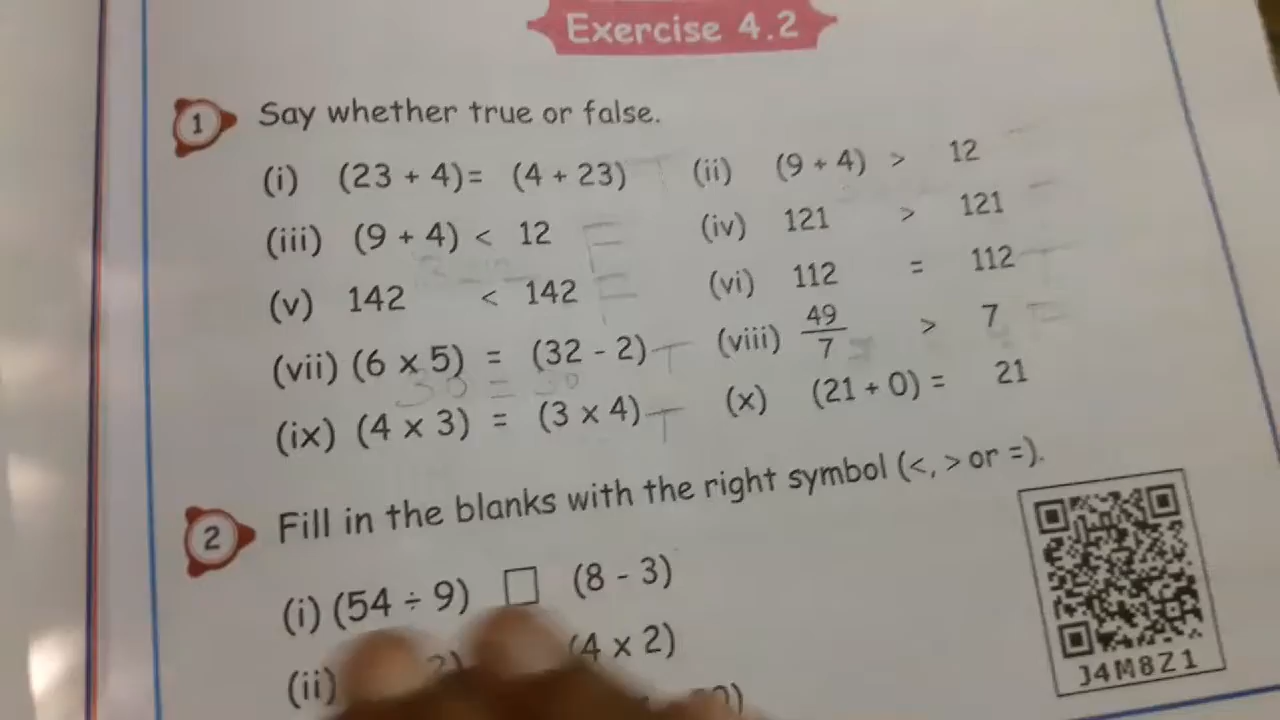 Exercise 4.2
1 Say whether true or false.
(i) (23 + 4)= (4 + 23) T (ii) (9 + 4) > 12
(iii) (9 + 4) < 12 F (iv) 121 > 121
(v) 142 < 142 F (vi) 112 = 112 T
(vii) (6 x 5) = (32 - 2) T (viii) 49/7 > 7 F
30 = 30
(ix) (4 x 3) = (3 x 4) T (x) (21 + 0) = 21
2 Fill in the blanks with the right symbol (<, > or =).
(i) (54 ÷ 9) □ (8 - 3)
(ii) 2) (4 x 2)
J4M8Z1